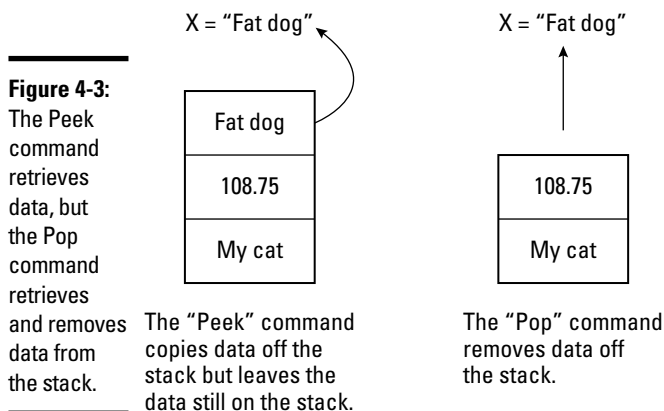 Figure 4-3:
The Peek
command
retrieves
data, but
the Pop
command
retrieves
and removes
data from
the stack.
X = “Fat dog”
Fat dog
108.75
My cat
The “Peek” command
copies data off the
stack but leaves the
data still on the stack.
X = “Fat dog”
108.75
My cat
The “Pop” command
removes data off
the stack.